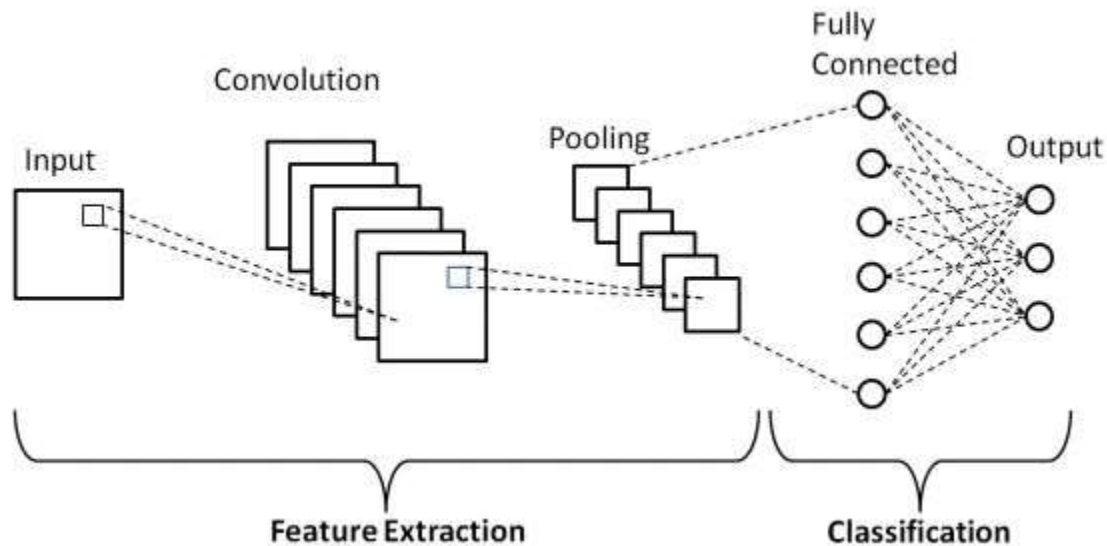 Input
Convolution
Pooling
Fully
Connected
Output
Feature Extraction
Classification